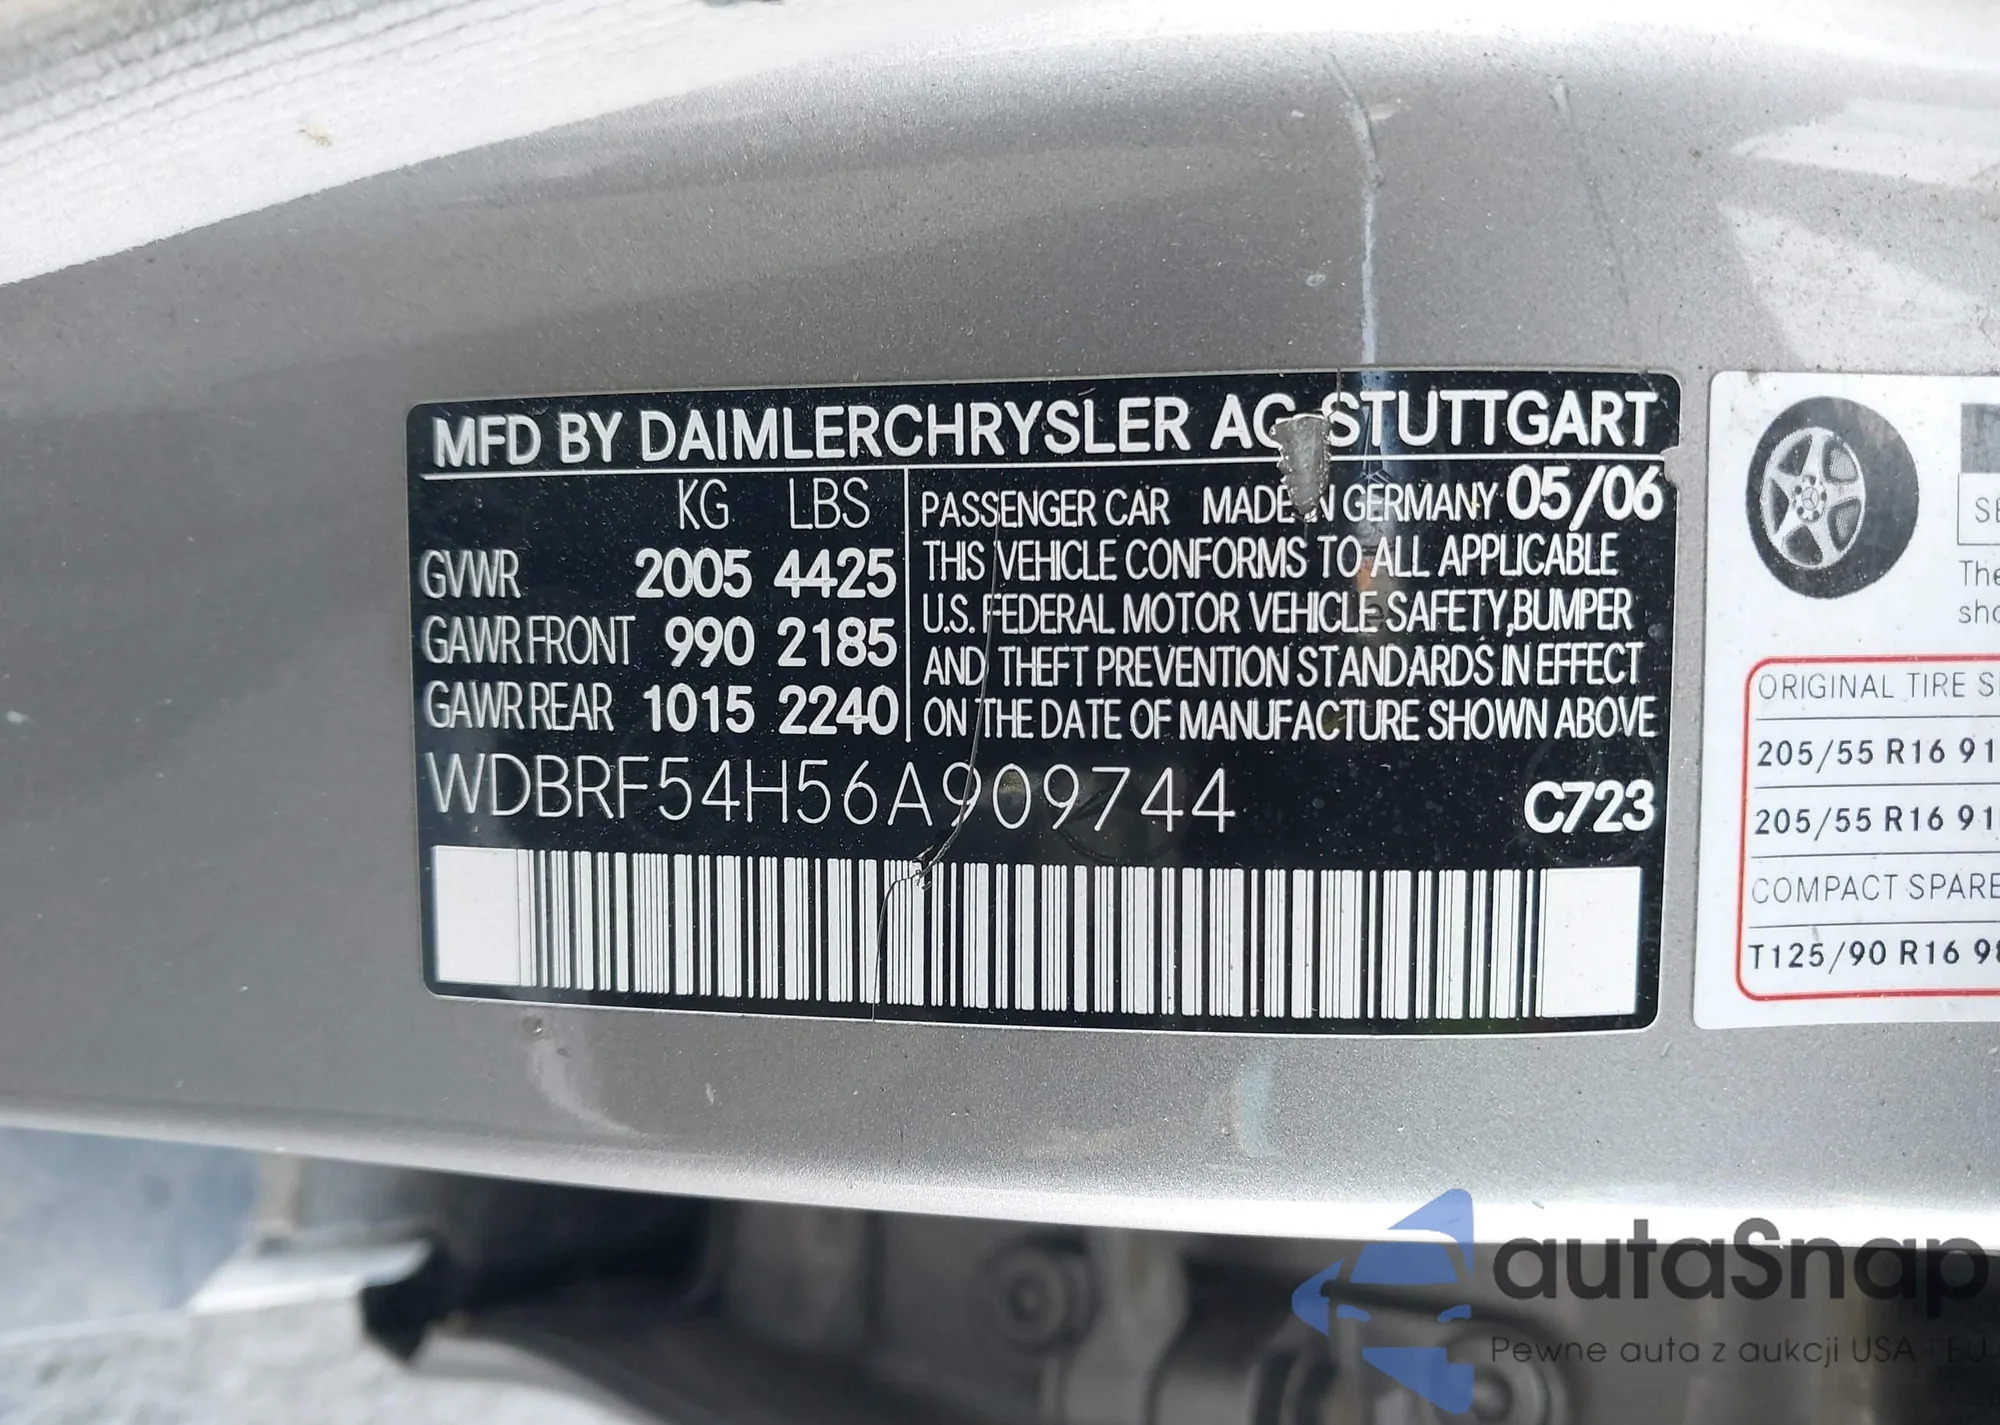 MFD BY DAIMLERCHRYSLER AG STUTTGART
KG LBS
GVWR 2005 4425
GAWR FRONT 990 2185
GAWR REAR 1015 2240
PASSENGER CAR MADE IN GERMANY 05/06
THIS VEHICLE CONFORMS TO ALL APPLICABLE
U.S. FEDERAL MOTOR VEHICLE SAFETY, BUMPER
AND THEFT PREVENTION STANDARDS IN EFFECT
ON THE DATE OF MANUFACTURE SHOWN ABOVE
WDBRF54H56A909744 C723
ORIGINAL TIRE
205/55 R16
205/55 R16
COMPACT SPARE
T125/90 R16
autaSnap
Pewne auta z aukcji USA i EU